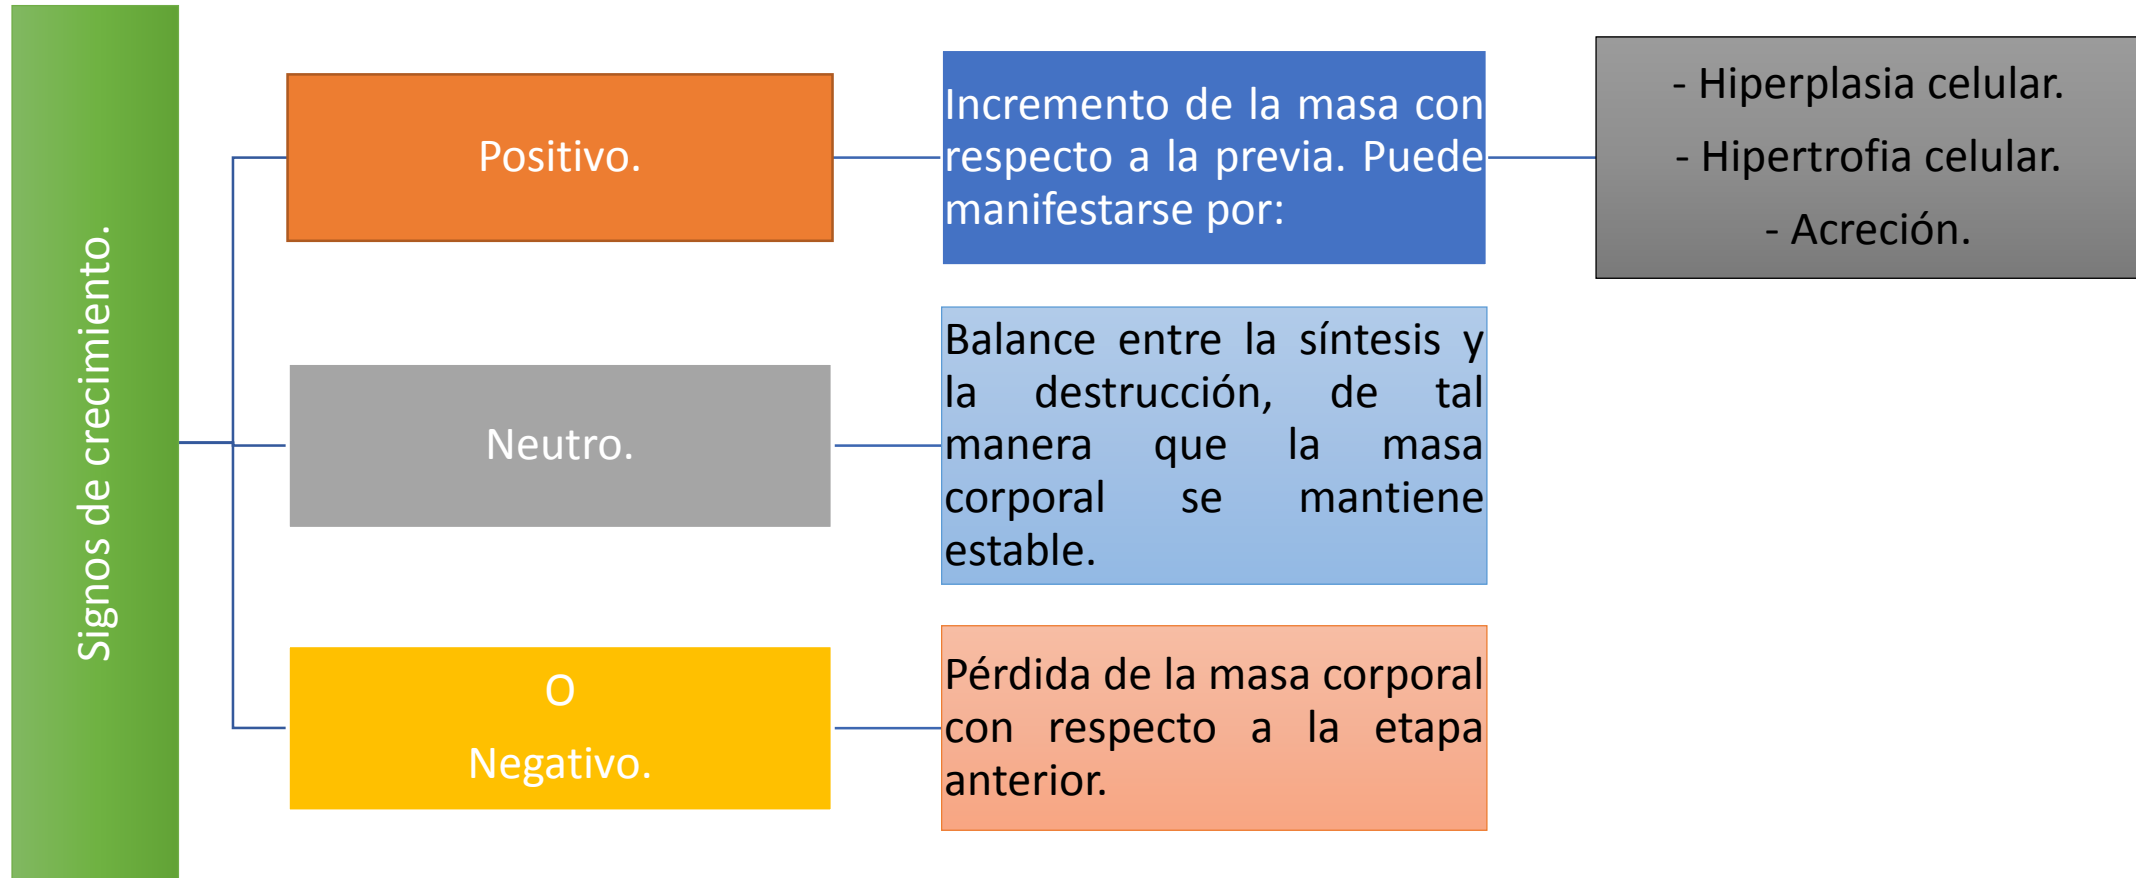 Signos de crecimiento.
Positivo.
Incremento de la masa con
respecto a la previa. Puede
manifestarse por:
- Hiperplasia celular.
- Hipertrofia celular.
- Acreción.
Neutro.
Balance entre la síntesis y
la destrucción, de tal
manera que la masa
corporal se mantiene
estable.
O
Negativo.
Pérdida de la masa corporal
con respecto a la etapa
anterior.